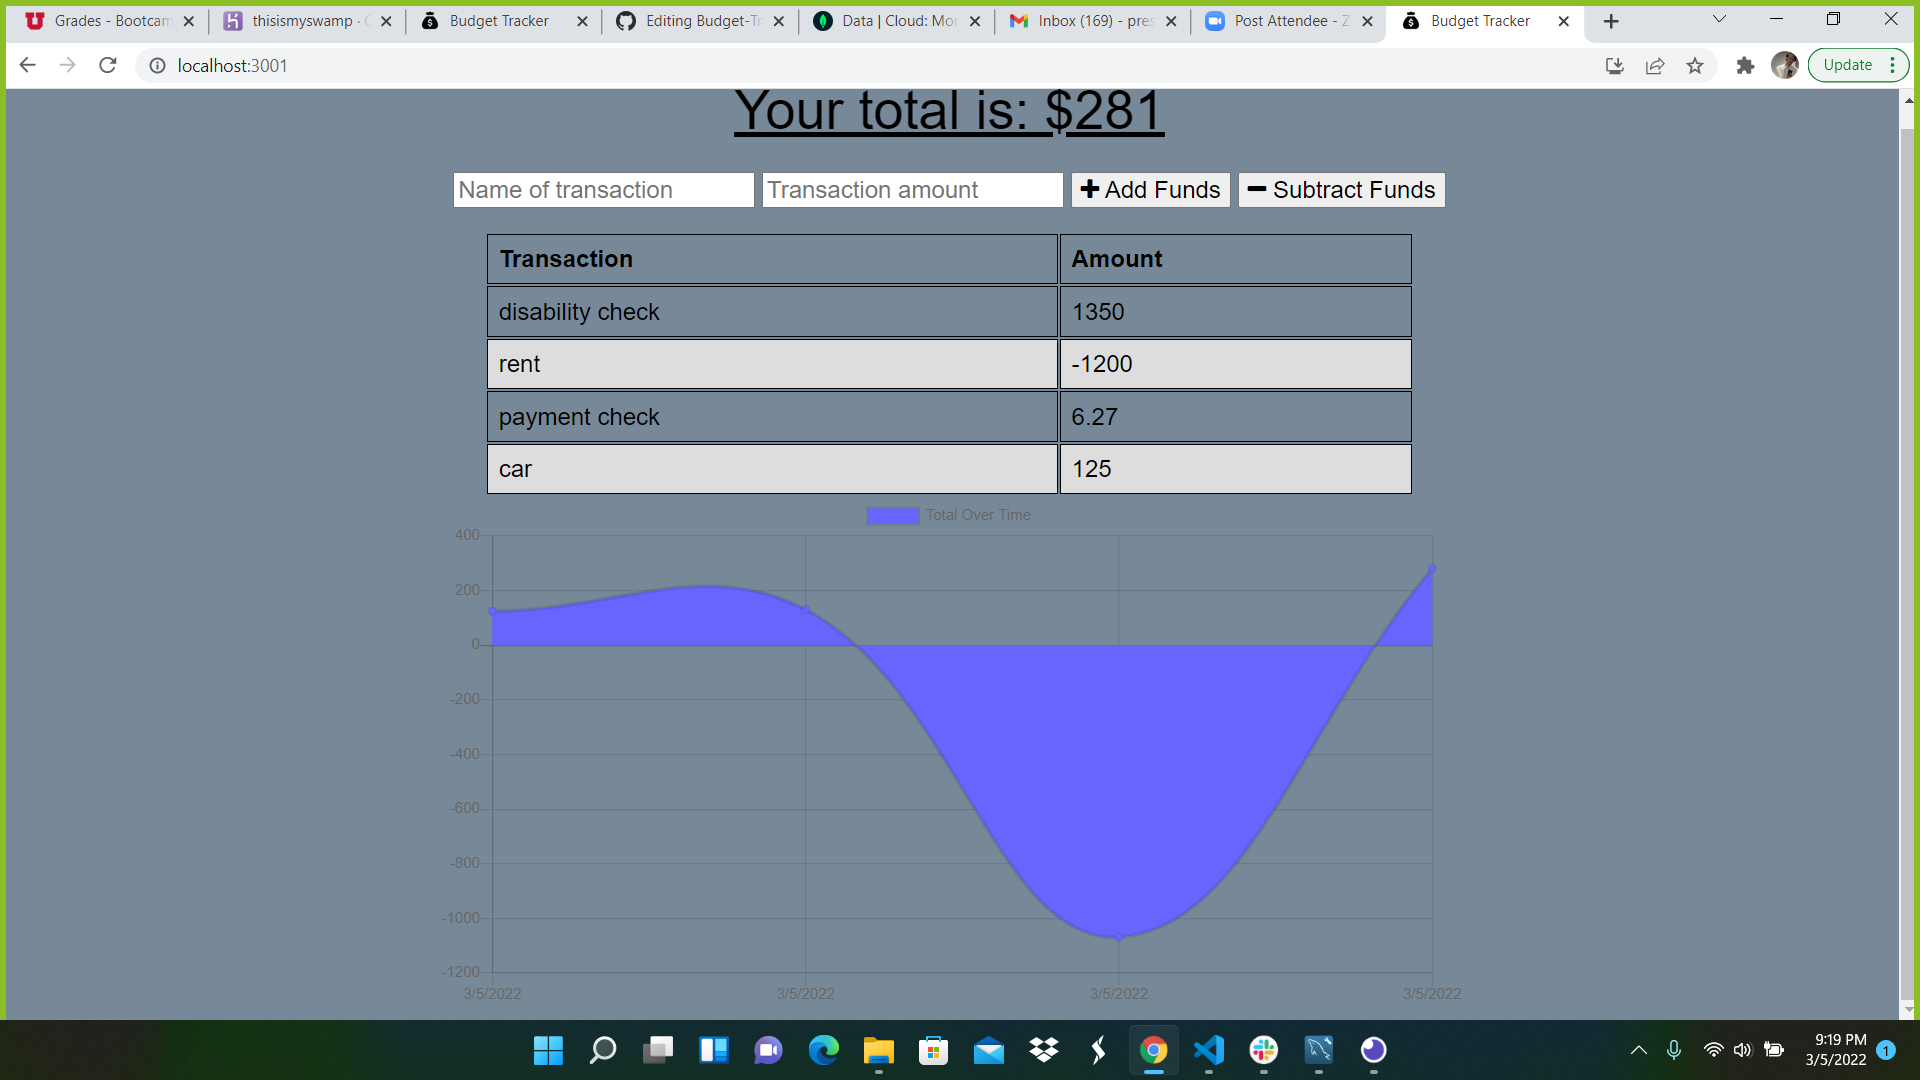 Grades - Bootcam
thisismyswamp ·
Budget Tracker
Editing Budget-Tr
Data | Cloud: Mo
Inbox (169) - pres
Post Attendee - Z
Budget Tracker
localhost:3001
Update
Your total is: $281
Name of transaction
Transaction amount
Add Funds
Subtract Funds
Transaction Amount
disability check 1350
rent -1200
payment check 6.27
car 125
Total Over Time
400
200
0
-200
-400
-600
-800
-1000
-1200
3/5/2022 3/5/2022 3/5/2022 3/5/2022
9:19 PM
3/5/2022
1